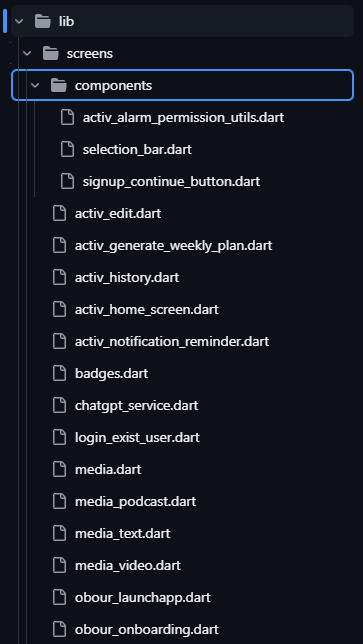 lib
screens
components
activ_alarm_permission_utils.dart
selection_bar.dart
signup_continue_button.dart
activ_edit.dart
activ_generate_weekly_plan.dart
activ_history.dart
activ_home_screen.dart
activ_notification_reminder.dart
badges.dart
chatgpt_service.dart
login_exist_user.dart
media.dart
media_podcast.dart
media_text.dart
media_video.dart
obour_launchapp.dart
obour_onboarding.dart